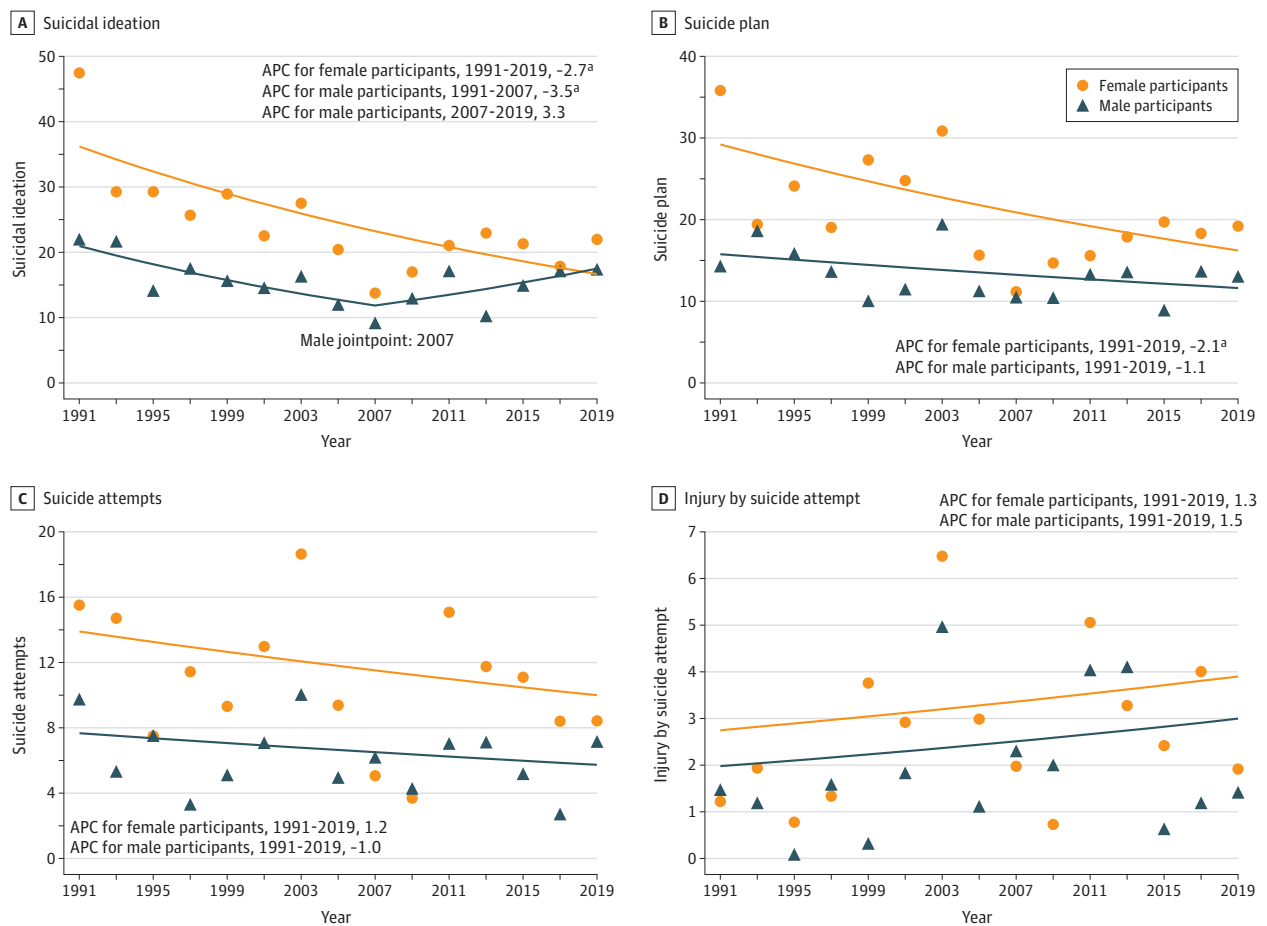 A Suicidal ideation
50
40
30
20
10
0
Suicidal ideation
APC for female participants, 1991-2019, –2.7a
APC for male participants, 1991-2007, –3.5a
APC for male participants, 2007-2019, 3.3
Male jointpoint: 2007
1991 1995 1999 2003 2007 2011 2015 2019
Year
B Suicide plan
40
30
20
10
0
Suicide plan
Female participants
Male participants
APC for female participants, 1991-2019, –2.1a
APC for male participants, 1991-2019, –1.1
1991 1995 1999 2003 2007 2011 2015 2019
Year
C Suicide attempts
20
16
12
8
4
0
Suicide attempts
APC for female participants, 1991-2019, 1.2
APC for male participants, 1991-2019, –1.0
1991 1995 1999 2003 2007 2011 2015 2019
Year
D Injury by suicide attempt
APC for female participants, 1991-2019, 1.3
APC for male participants, 1991-2019, 1.5
7
6
5
4
3
2
1
0
Injury by suicide attempt
1991 1995 1999 2003 2007 2011 2015 2019
Year